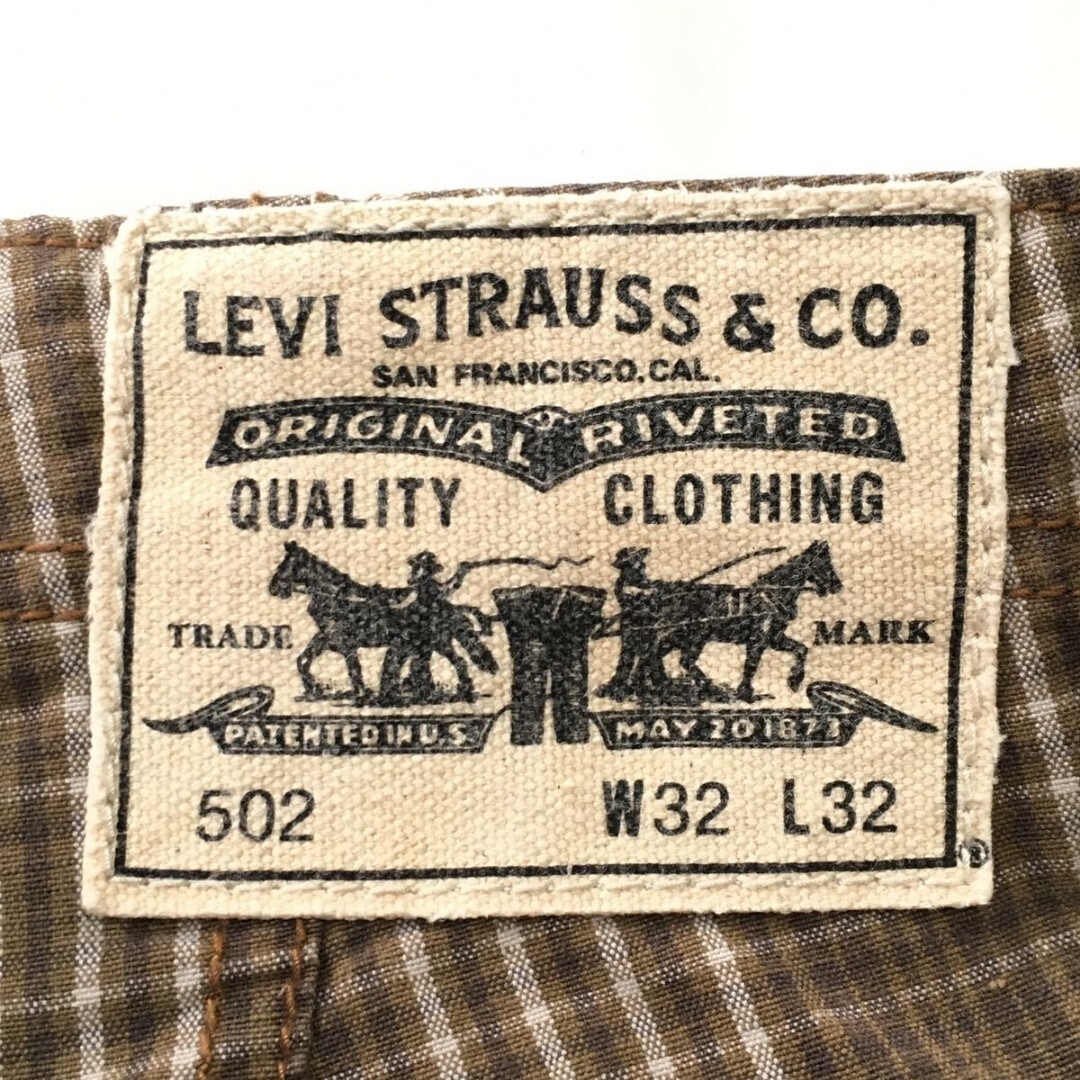 LEVI STRAUSS & CO.
SAN FRANCISCO, CAL.
ORIGINAL RIVETED
QUALITY CLOTHING
TRADE MARK
PATENTED IN U.S. MAY 20 1873
502 W32 L32
®